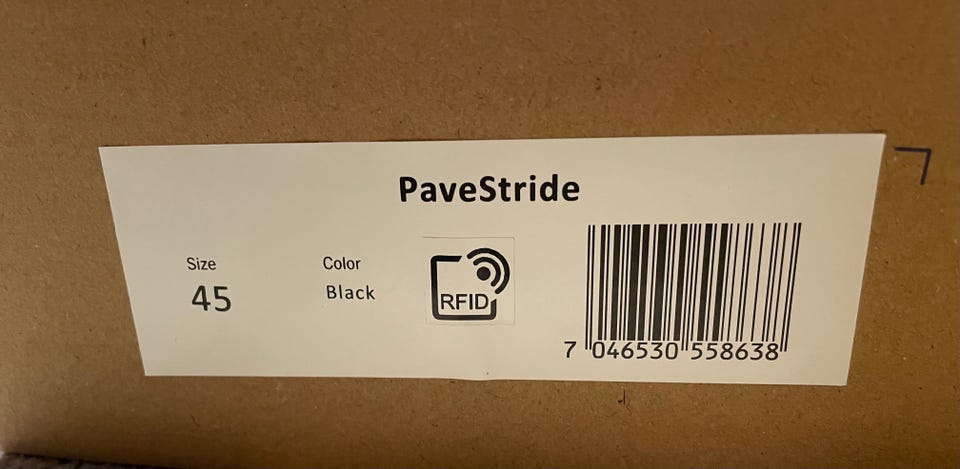 PaveStride
Size
45
Color
Black
RFID
7 046530 558638